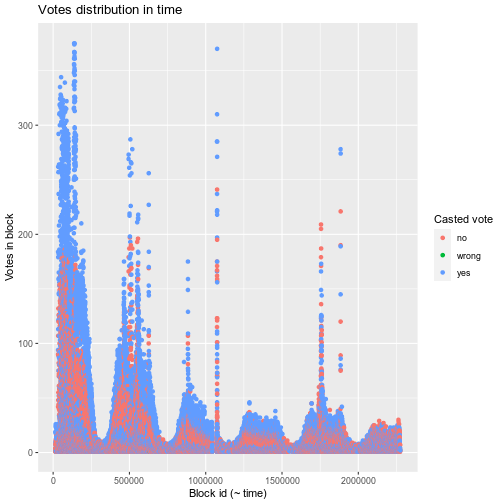 Votes distribution in time
Votes in block
300
200
100
0
0
500000
1000000
1500000
2000000
Block id (~ time)
Casted vote
no
wrong
yes